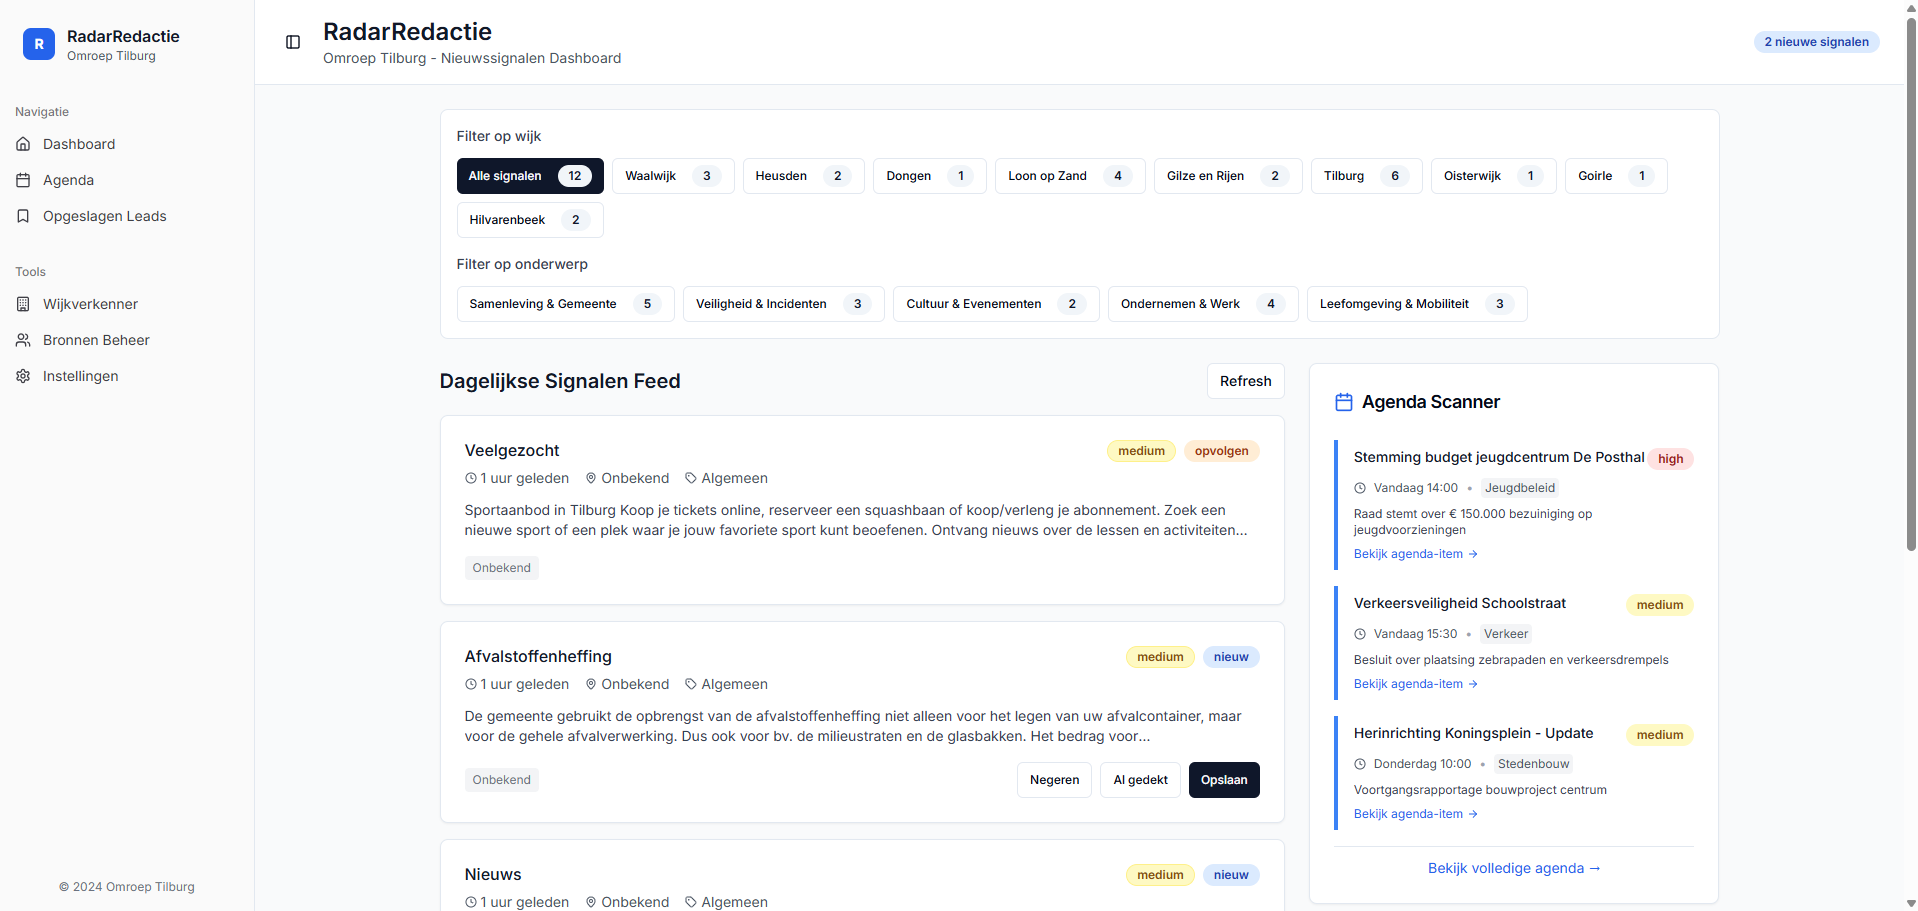 R
RadarRedactie
Omroep Tilburg
Navigatie
Dashboard
Agenda
Opgeslagen Leads
Tools
Wijkverkenner
Bronnen Beheer
Instellingen
© 2024 Omroep Tilburg
RadarRedactie
Omroep Tilburg - Nieuwssignalen Dashboard
2 nieuwe signalen
Filter op wijk
Alle signalen 12
Waalwijk 3
Heusden 2
Dongen 1
Loon op Zand 4
Gilze en Rijen 2
Tilburg 6
Oisterwijk 1
Goirle 1
Hilvarenbeek 2
Filter op onderwerp
Samenleving & Gemeente 5
Veiligheid & Incidenten 3
Cultuur & Evenementen 2
Ondernemen & Werk 4
Leefomgeving & Mobiliteit 3
Dagelijkse Signalen Feed
Refresh
Veelgezocht
medium
opvolgen
1 uur geleden Onbekend Algemeen
Sportaanbod in Tilburg Koop je tickets online, reserveer een squashbaan of koop/verleng je abonnement. Zoek een
nieuwe sport of een plek waar je jouw favoriete sport kunt beoefenen. Ontvang nieuws over de lessen en activiteiten...
Onbekend
Afvalstoffenheffing
medium
nieuw
1 uur geleden Onbekend Algemeen
De gemeente gebruikt de opbrengst van de afvalstoffenheffing niet alleen voor het legen van uw afvalcontainer, maar
voor de gehele afvalverwerking. Dus ook voor bv. de milieustraten en de glasbakken. Het bedrag voor...
Onbekend
Negeren
Al gedekt
Opslaan
Nieuws
medium
nieuw
1 uur geleden Onbekend Algemeen
Agenda Scanner
Stemming budget jeugdcentrum De Posthal
high
Vandaag 14:00 • Jeugdbeleid
Raad stemt over € 150.000 bezuiniging op
jeugdvoorzieningen
Bekijk agenda-item →
Verkeersveiligheid Schoolstraat
medium
Vandaag 15:30 • Verkeer
Besluit over plaatsing zebrapaden en verkeersdrempels
Bekijk agenda-item →
Herinrichting Koningsplein - Update
medium
Donderdag 10:00 • Stedenbouw
Voortgangsrapportage bouwproject centrum
Bekijk agenda-item →
Bekijk volledige agenda →